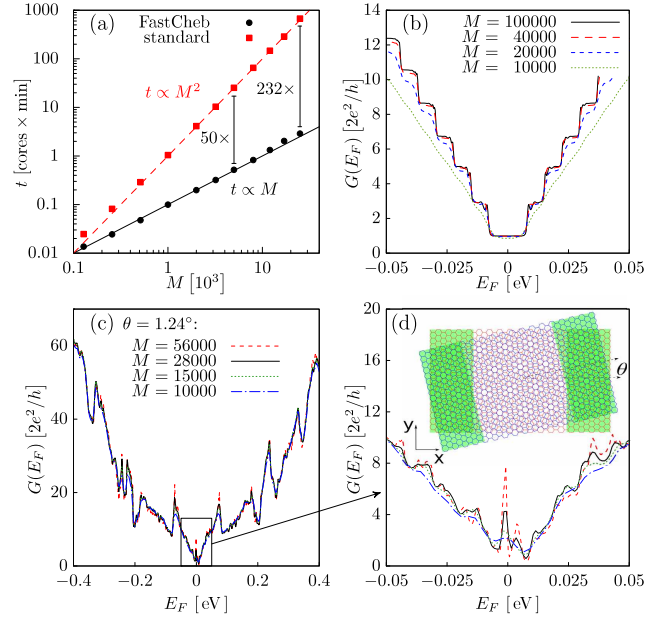 (a)
FastCheb
standard
t ∝ M²
232×
50×
t ∝ M
1000
100
10
1
0.1
0.01
t [cores × min]
0.1
1
10
M [10³]
(b)
M = 100000
M = 40000
M = 20000
M = 10000
14
12
10
8
6
4
2
0
G(E_F) [2e²/h]
−0.05
−0.025
0
0.025
0.05
E_F [eV]
(c)
θ = 1.24°:
M = 56000
M = 28000
M = 15000
M = 10000
70
60
40
20
0
G(E_F) [2e²/h]
−0.4
−0.2
0
0.2
0.4
E_F [eV]
(d)
θ
y
x
20
16
12
8
4
0
G(E_F) [2e²/h]
−0.05
−0.025
0
0.025
0.05
E_F [eV]